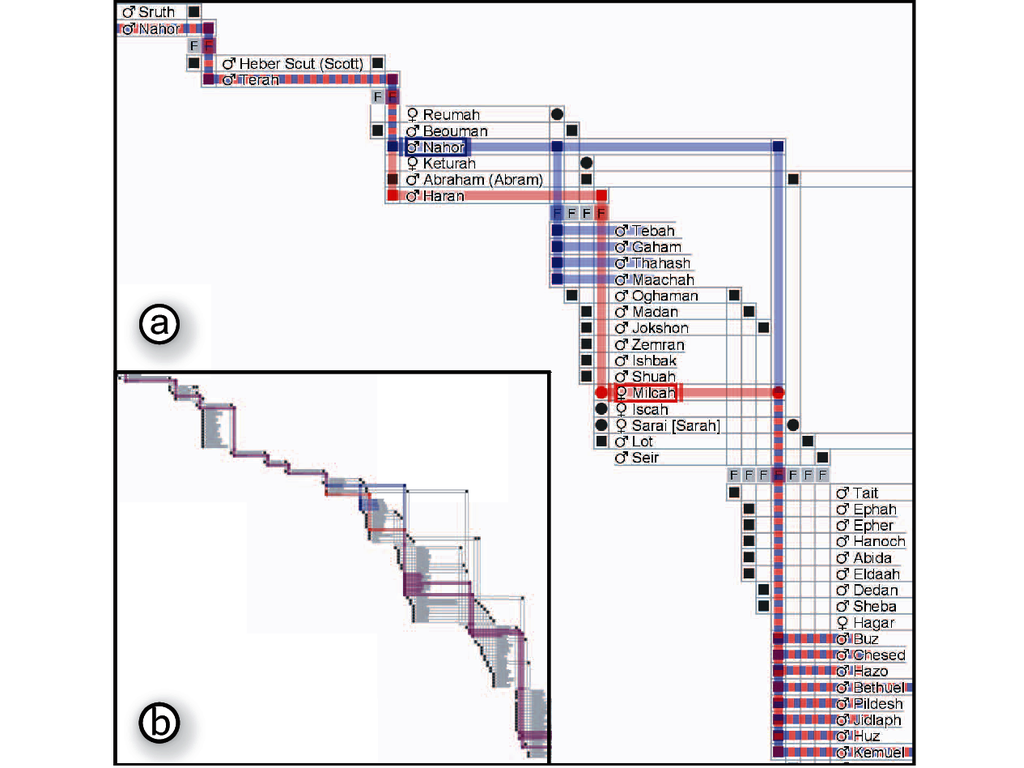 ♂ Sruth
♂ Nahor
F F
♂ Heber Scut (Scott)
♂ Terah
F F
♀ Reumah
♂ Beouman
♂ Nahor
♀ Keturah
♂ Abraham (Abram)
♂ Haran
F F F F
♂ Tebah
♂ Gaham
♂ Thahash
♂ Maachah
♂ Oghaman
♂ Madan
♂ Jokshon
♂ Zemran
♂ Ishbak
♂ Shuah
♀ Milcah
♀ Iscah
♀ Sarai [Sarah]
♂ Lot
♂ Seir
F F F F F F F
♂ Tait
♂ Ephah
♂ Epher
♂ Hanoch
♂ Abida
♂ Eldaah
♂ Dedan
♂ Sheba
♀ Hagar
♂ Buz
♂ Chesed
♂ Hazo
♂ Bethuel
♂ Pildesh
♂ Jidlaph
♂ Huz
♂ Kemuel
a
b